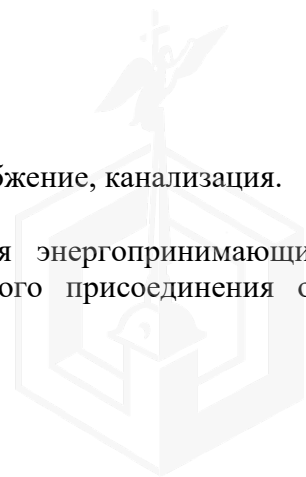 бжение, канализация.
я энергопринимающи
ого присоединения о